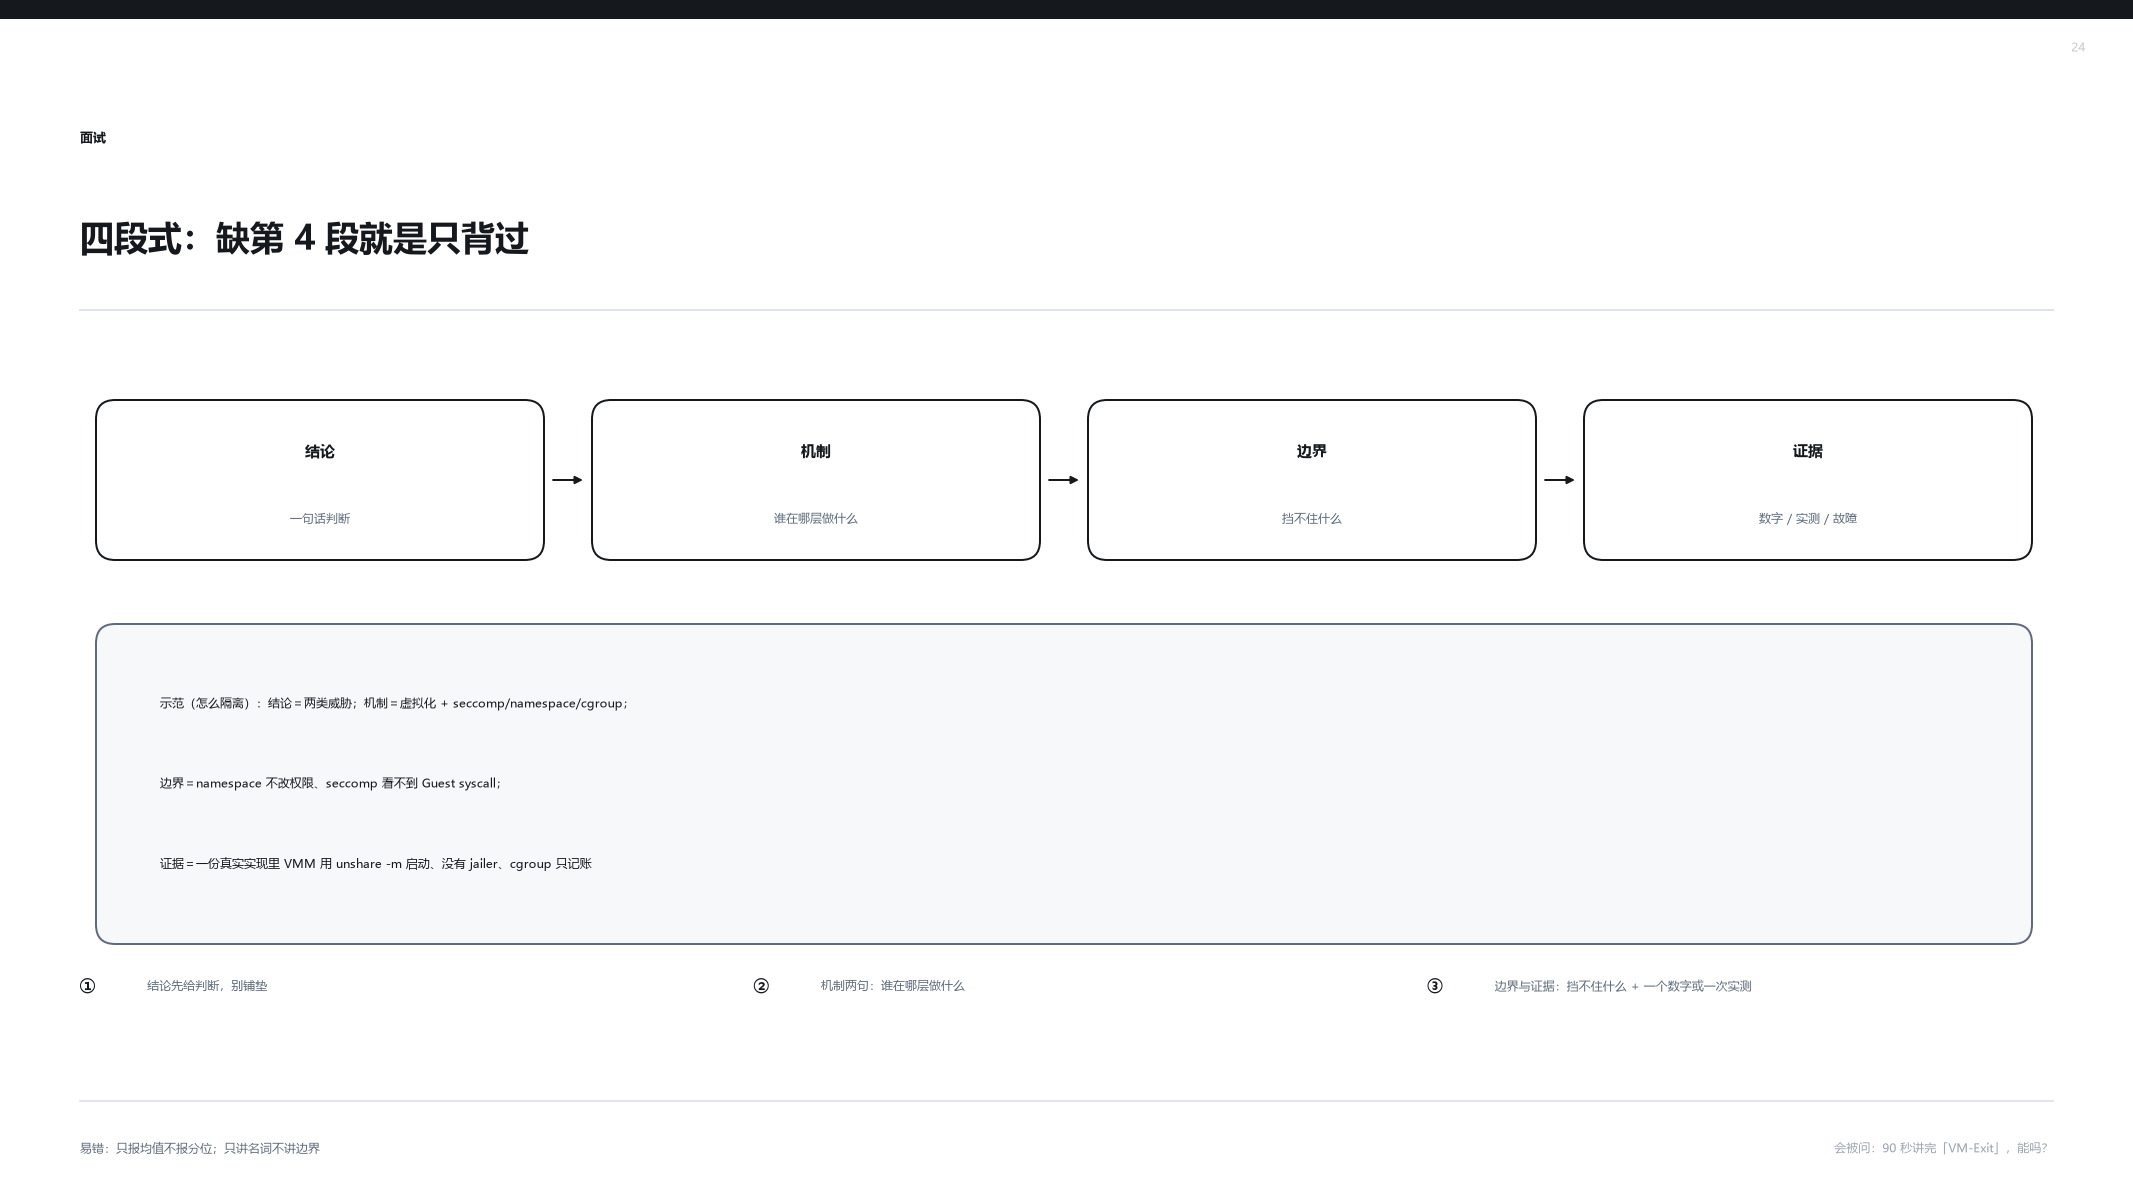 24
面试
四段式：缺第 4 段就是只背过
结论
一句话判断
机制
谁在哪层做什么
边界
挡不住什么
证据
数字 / 实测 / 故障
示范（怎么隔离）：结论＝两类威胁；机制＝虚拟化 + seccomp/namespace/cgroup；
边界＝namespace 不改权限、seccomp 看不到 Guest syscall；
证据＝一份真实实现里 VMM 用 unshare -m 启动、没有 jailer、cgroup 只记账
① 结论先给判断，别铺垫
② 机制两句：谁在哪层做什么
③ 边界与证据：挡不住什么 + 一个数字或一次实测
易错：只报均值不报分位；只讲名词不讲边界
会被问：90 秒讲完「VM-Exit」，能吗？